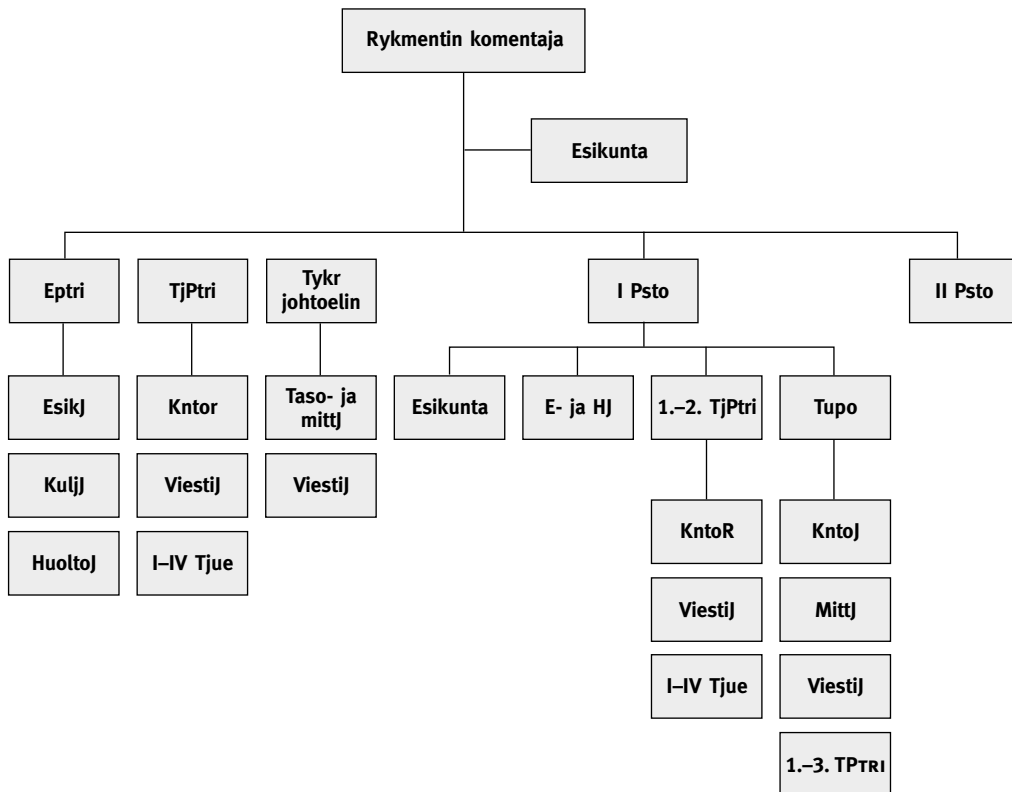 Rykmentin komentaja
Esikunta
Eptri
TjPtri
Tykr
johtoelin
I Psto
II Psto
EsikJ
Kntor
Taso- ja
mittJ
Esikunta
E- ja HJ
1.–2. TjPtri
Tupo
KuljJ
ViestiJ
ViestiJ
KntoR
KntoJ
HuoltoJ
I–IV Tjue
ViestiJ
MittJ
I–IV Tjue
ViestiJ
1.–3. TPTRI